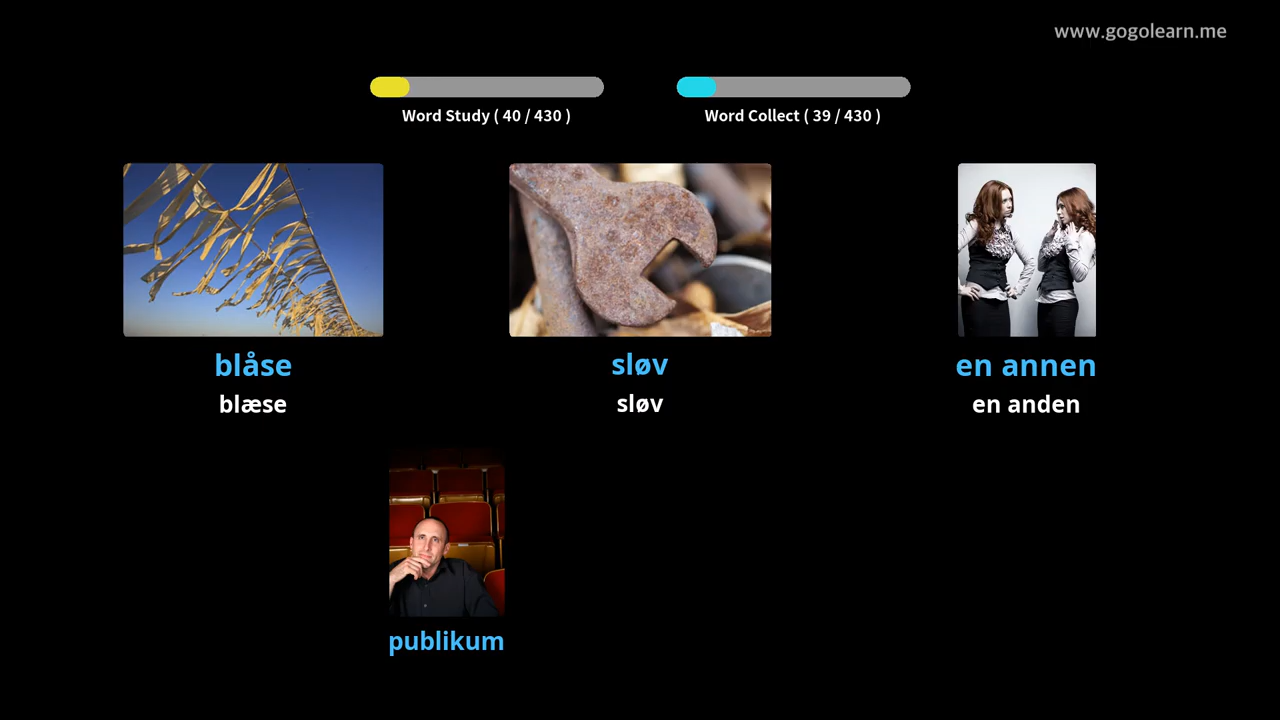 www.gogolearn.me
Word Study ( 40 / 430 )
Word Collect ( 39 / 430 )
blåse
sløv
en annen
blæse
sløv
en anden
publikum